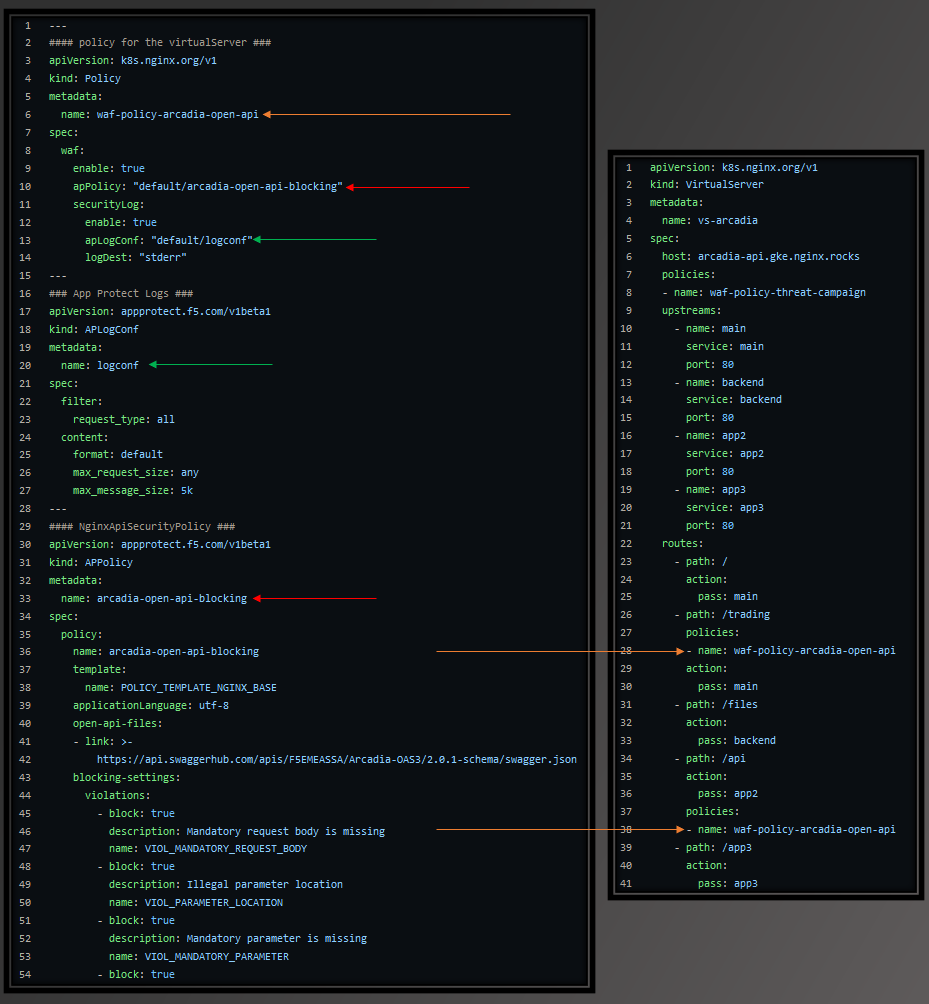 1 ---
2 #### policy for the virtualServer ###
3 apiVersion: k8s.nginx.org/v1
4 kind: Policy
5 metadata:
6 name: waf-policy-arcadia-open-api
7 spec:
8 waf:
9 enable: true
10 apPolicy: "default/arcadia-open-api-blocking"
11 securityLog:
12 enable: true
13 apLogConf: "default/logconf"
14 logDest: "stderr"
15 ---
16 ### App Protect Logs ###
17 apiVersion: appprotect.f5.com/v1beta1
18 kind: APLogConf
19 metadata:
20 name: logconf
21 spec:
22 filter:
23 request_type: all
24 content:
25 format: default
26 max_request_size: any
27 max_message_size: 5k
28 ---
29 #### NginxApiSecurityPolicy ###
30 apiVersion: appprotect.f5.com/v1beta1
31 kind: APPolicy
32 metadata:
33 name: arcadia-open-api-blocking
34 spec:
35 policy:
36 name: arcadia-open-api-blocking
37 template:
38 name: POLICY_TEMPLATE_NGINX_BASE
39 applicationLanguage: utf-8
40 open-api-files:
41 - link: >-
42 https://api.swaggerhub.com/apis/F5EMEASSA/Arcadia-OAS3/2.0.1-schema/swagger.json
43 blocking-settings:
44 violations:
45 - block: true
46 description: Mandatory request body is missing
47 name: VIOL_MANDATORY_REQUEST_BODY
48 - block: true
49 description: Illegal parameter location
50 name: VIOL_PARAMETER_LOCATION
51 - block: true
52 description: Mandatory parameter is missing
53 name: VIOL_MANDATORY_PARAMETER
54 - block: true
1 apiVersion: k8s.nginx.org/v1
2 kind: VirtualServer
3 metadata:
4 name: vs-arcadia
5 spec:
6 host: arcadia-api.gke.nginx.rocks
7 policies:
8 - name: waf-policy-threat-campaign
9 upstreams:
10 - name: main
11 service: main
12 port: 80
13 - name: backend
14 service: backend
15 port: 80
16 - name: app2
17 service: app2
18 port: 80
19 - name: app3
20 service: app3
21 port: 80
22 routes:
23 - path: /
24 action:
25 pass: main
26 - path: /trading
27 policies:
28 - name: waf-policy-arcadia-open-api
29 action:
30 pass: main
31 - path: /files
32 action:
33 pass: backend
34 - path: /api
35 action:
36 pass: app2
37 policies:
38 - name: waf-policy-arcadia-open-api
39 - path: /app3
40 action:
41 pass: app3